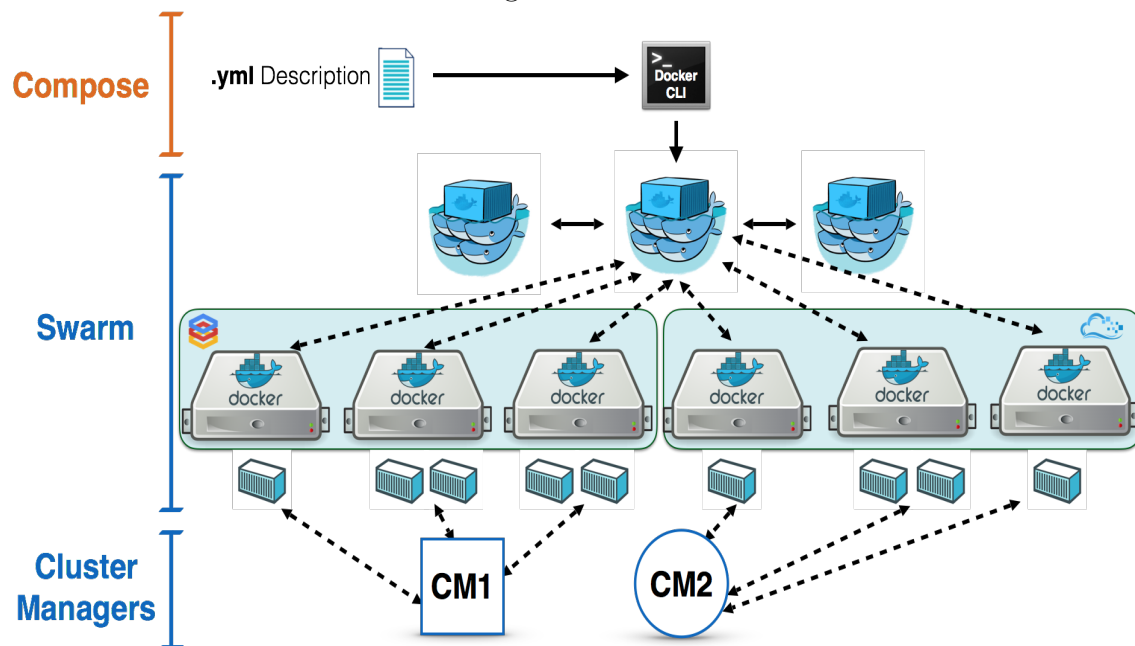 Compose
.yml Description
>_
Docker
CLI
Swarm
docker
docker
docker
docker
docker
docker
Cluster
Managers
CM1
CM2